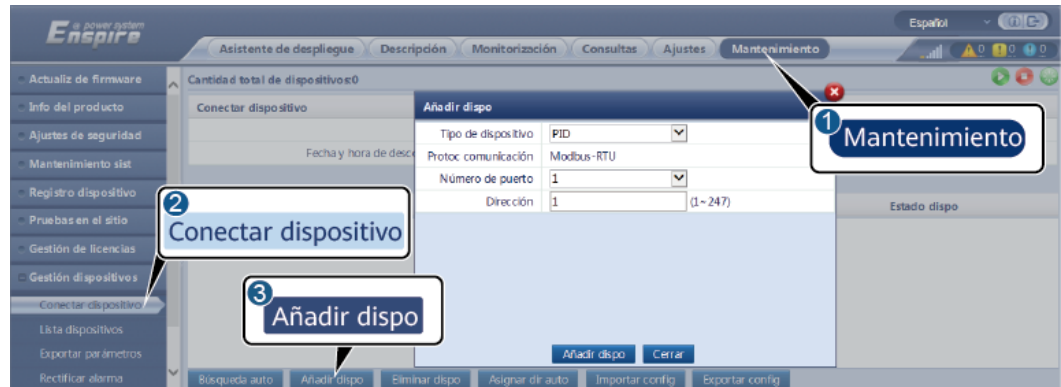 e power system
Enspire
Español
Asistente de despliegue Descripción Monitorización Consultas Ajustes Mantenimiento
0 0 0
Actualiz de firmware
Info del producto
Ajustes de seguridad
Mantenimiento sist
Registro dispositivo
Pruebas en el sitio
Gestión de licencias
Gestión dispositivos
Conectar dispositivo
Lista dispositivos
Exportar parámetros
Rectificar alarma
Cantidad total de dispositivos:0
Conectar dispositivo
Fecha y hora de desc
Estado dispo
Añadir dispo
Tipo de dispositivo PID
Protoc comunicación Modbus-RTU
Número de puerto 1
Dirección 1 (1~247)
Añadir dispo Cerrar
1 Mantenimiento
2 Conectar dispositivo
3 Añadir dispo
Búsqueda auto Añadir dispo Eliminar dispo Asignar dir auto Importar config Exportar config